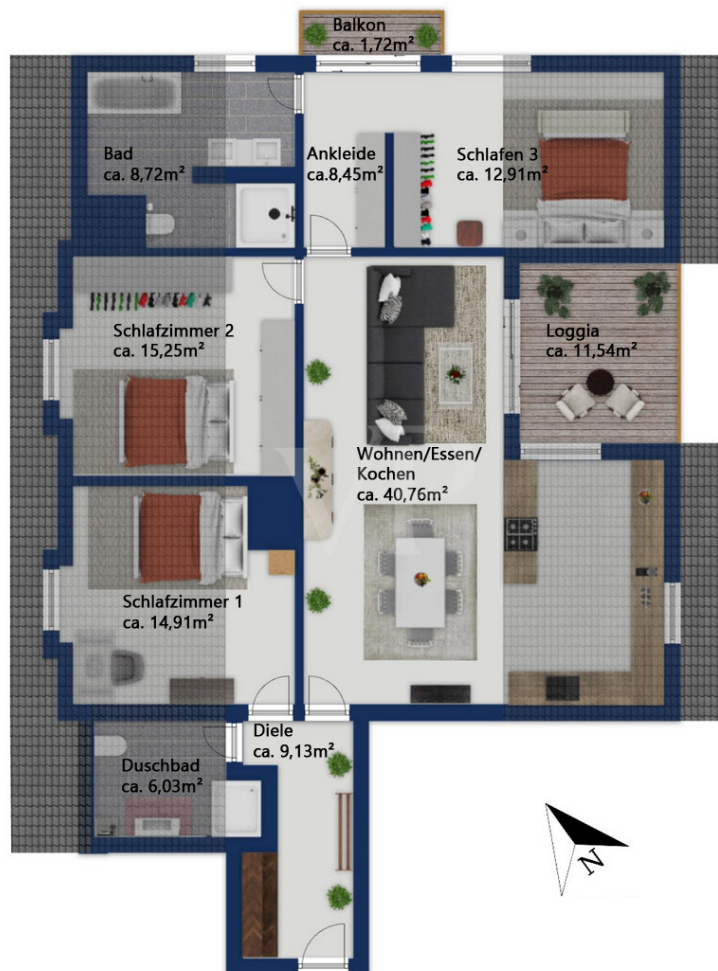 Balkon
ca. 1,72m²
Bad
ca. 8,72m²
Ankleide
ca.8,45m²
Schlafen 3
ca. 12,91m²
Schlafzimmer 2
ca. 15,25m²
Loggia
ca. 11,54m²
Wohnen/Essen/
Kochen
ca. 40,76m²
Schlafzimmer 1
ca. 14,91m²
Diele
ca. 9,13m²
Duschbad
ca. 6,03m²
N
VP